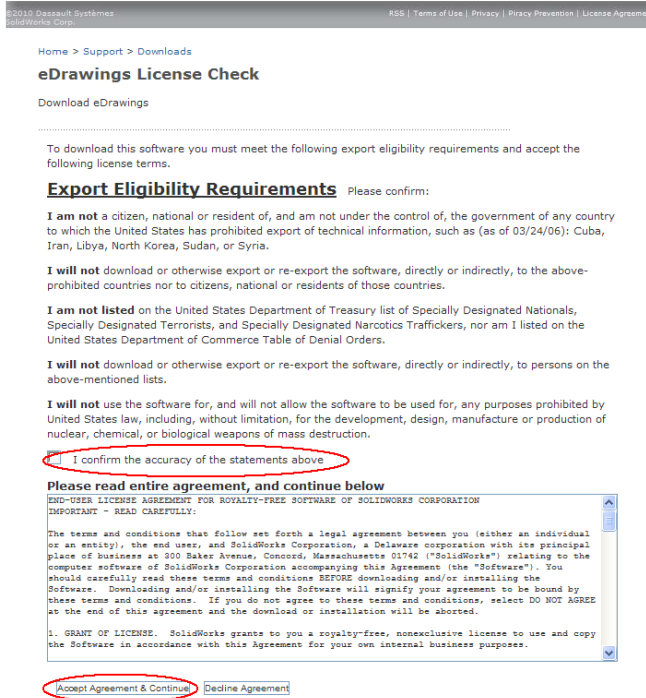 ©2010 Dassault Systèmes
SolidWorks Corp.
RSS | Terms of Use | Privacy | Piracy Prevention | License Agreeme
Home > Support > Downloads
eDrawings License Check
Download eDrawings
To download this software you must meet the following export eligibility requirements and accept the
following license terms.
Export Eligibility Requirements Please confirm:
I am not a citizen, national or resident of, and am not under the control of, the government of any country
to which the United States has prohibited export of technical information, such as (as of 03/24/06): Cuba,
Iran, Libya, North Korea, Sudan, or Syria.
I will not download or otherwise export or re-export the software, directly or indirectly, to the above-
prohibited countries nor to citizens, national or residents of those countries.
I am not listed on the United States Department of Treasury list of Specially Designated Nationals,
Specially Designated Terrorists, and Specially Designated Narcotics Traffickers, nor am I listed on the
United States Department of Commerce Table of Denial Orders.
I will not download or otherwise export or re-export the software, directly or indirectly, to persons on the
above-mentioned lists.
I will not use the software for, and will not allow the software to be used for, any purposes prohibited by
United States law, including, without limitation, for the development, design, manufacture or production of
nuclear, chemical, or biological weapons of mass destruction.
I confirm the accuracy of the statements above
Please read entire agreement, and continue below
END-USER LICENSE AGREEMENT FOR ROYALTY-FREE SOFTWARE OF SOLIDWORKS CORPORATION
IMPORTANT - READ CAREFULLY:
The terms and conditions that follow set forth a legal agreement between you (either an individual
or an entity), the end user, and SolidWorks Corporation, a Delaware corporation with its principal
place of business at 300 Baker Avenue, Concord, Massachusetts 01742 ("SolidWorks") relating to the
computer software of SolidWorks Corporation accompanying this Agreement (the "Software"). You
should carefully read these terms and conditions BEFORE downloading and/or installing the
Software. Downloading and/or installing the Software will signify your agreement to be bound by
these terms and conditions. If you do not agree to these terms and conditions, select DO NOT AGREE
at the end of this agreement and the download or installation will be aborted.
1. GRANT OF LICENSE. SolidWorks grants to you a royalty-free, nonexclusive license to use and copy
the Software in accordance with this Agreement for your own internal business purposes.
Accept Agreement & Continue Decline Agreement